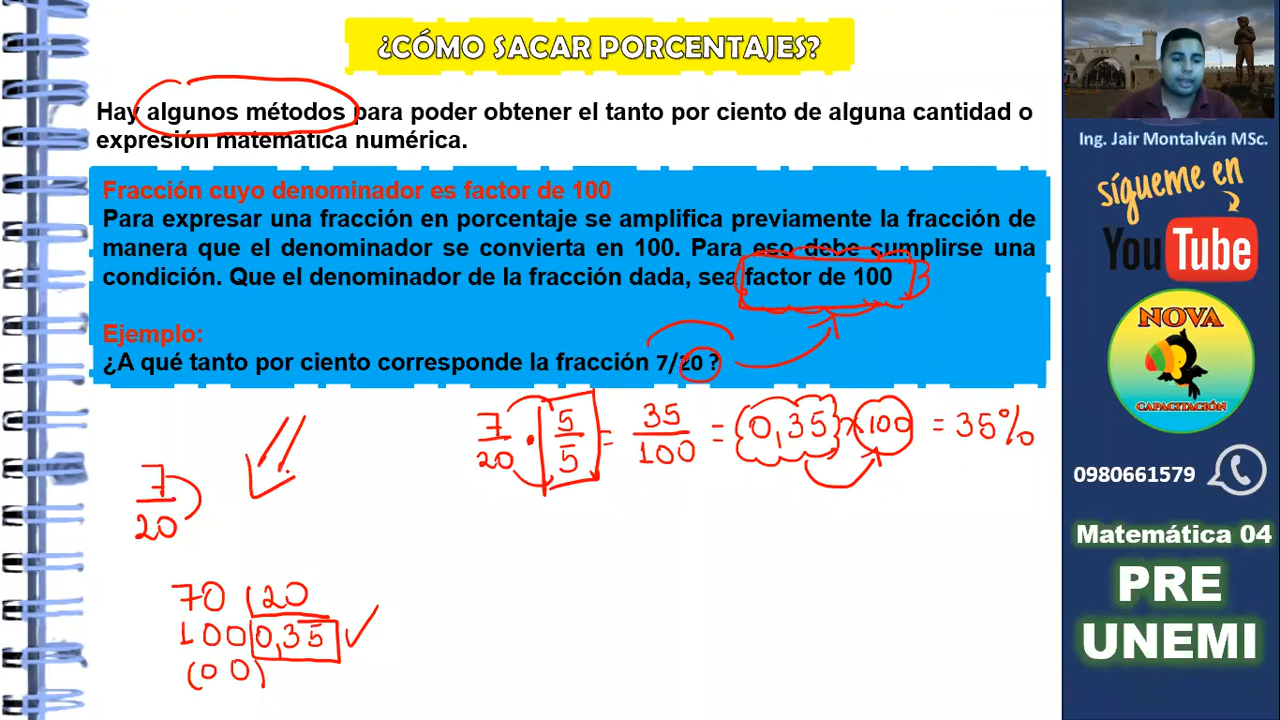 ¿CÓMO SACAR PORCENTAJES?
Hay algunos métodos para poder obtener el tanto por ciento de alguna cantidad o
expresión matemática numérica.
Fracción cuyo denominador es factor de 100
Para expresar una fracción en porcentaje se amplifica previamente la fracción de
manera que el denominador se convierta en 100. Para eso debe cumplirse una
condición. Que el denominador de la fracción dada, sea factor de 100
Ejemplo:
¿A qué tanto por ciento corresponde la fracción 7/20 ?
7/20 · 5/5 = 35/100 = 0,35 x 100 = 35%
7/20
70 20
100 0,35
(00)
Ing. Jair Montalván MSc.
sígueme en
YouTube
NOVA
CAPACITACIÓN
0980661579
Matemática 04
PRE
UNEMI